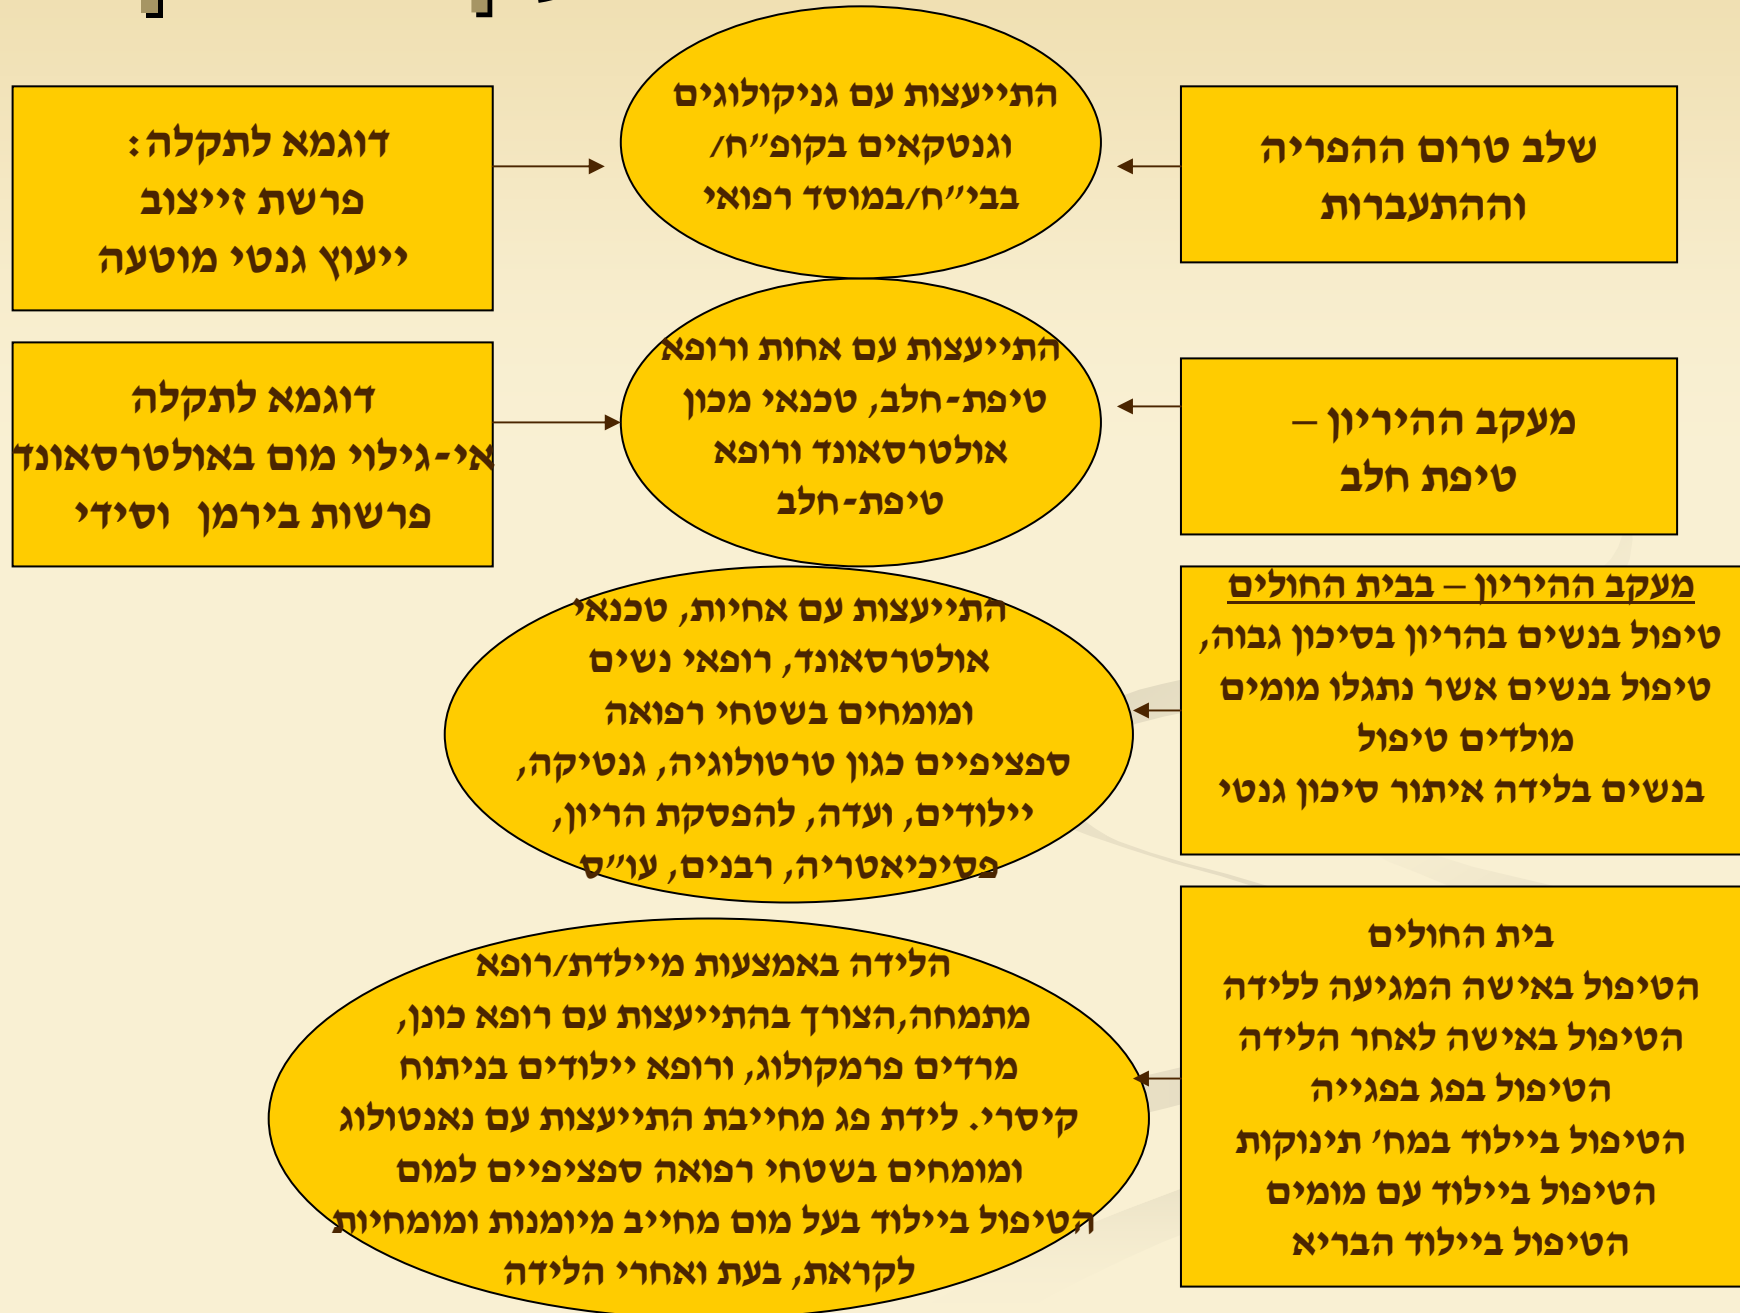 שלב טרום ההפריה
וההתעברות
התייעצות עם גניקולוגים
וגנטקאים בקופ״ח/
בבי״ח/במוסד רפואי
דוגמא לתקלה:
פרשת זייצוב
ייעוץ גנטי מוטעה
מעקב ההיריון –
טיפת חלב
התייעצות עם אחות ורופא
טיפת-חלב, טכנאי מכון
אולטרסאונד ורופא
טיפת-חלב
דוגמא לתקלה
אי-גילוי מום באולטרסאונד
פרשות בירמן וסידי
מעקב ההיריון – בבית החולים
טיפול בנשים בהריון בסיכון גבוה,
טיפול בנשים אשר נתגלו מומים
מולדים טיפול
בנשים בלידה איתור סיכון גנטי
התייעצות עם אחיות, טכנאי
אולטרסאונד, רופאי נשים
ומומחים בשטחי רפואה
ספציפיים כגון טרטולוגיה, גנטיקה,
יילודים, ועדה, להפסקת הריון,
פסיכיאטריה, רבנים, עו״ס
בית החולים
הטיפול באישה המגיעה ללידה
הטיפול באישה לאחר הלידה
הטיפול בפג בפגייה
הטיפול ביילוד במח׳ תינוקות
הטיפול ביילוד עם מומים
הטיפול ביילוד הבריא
הלידה באמצעות מיילדת/רופא
מתמחה,הצורך בהתייעצות עם רופא כונן,
מרדים פרמקולוג, ורופא יילודים בניתוח
קיסרי. לידת פג מחייבת התייעצות עם נאנטולוג
ומומחים בשטחי רפואה ספציפיים למום
הטיפול ביילוד בעל מום מחייב מיומנות ומומחיות
לקראת, בעת ואחרי הלידה